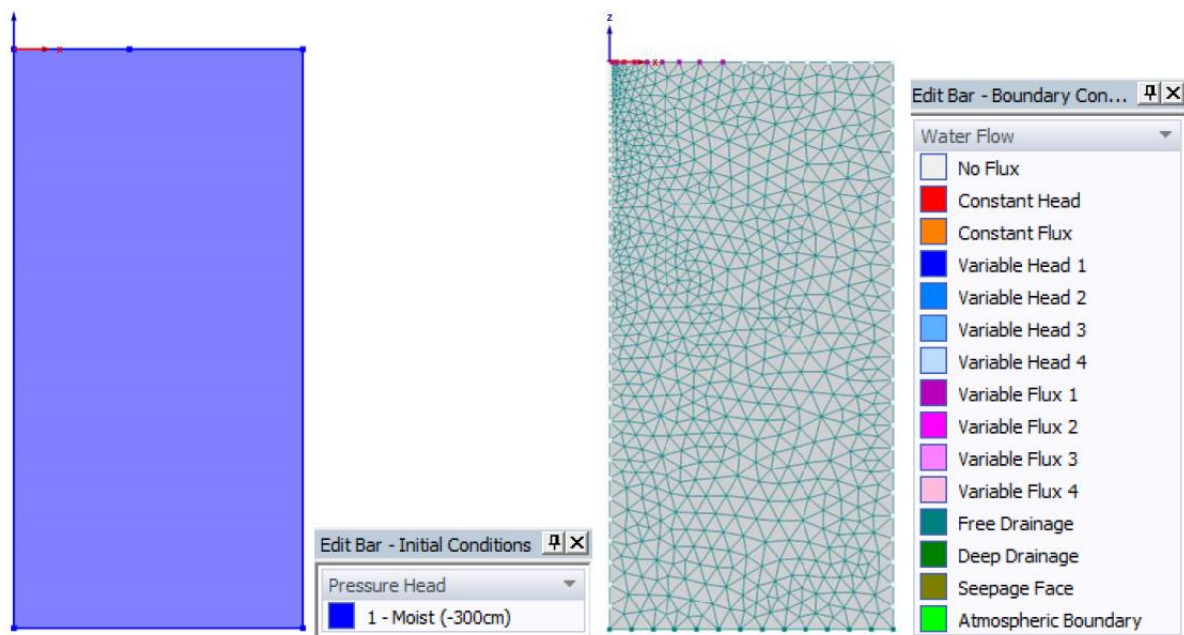 x
Edit Bar - Initial Conditions
Pressure Head
1 - Moist (-300cm)
z
x
Edit Bar - Boundary Con...
Water Flow
No Flux
Constant Head
Constant Flux
Variable Head 1
Variable Head 2
Variable Head 3
Variable Head 4
Variable Flux 1
Variable Flux 2
Variable Flux 3
Variable Flux 4
Free Drainage
Deep Drainage
Seepage Face
Atmospheric Boundary